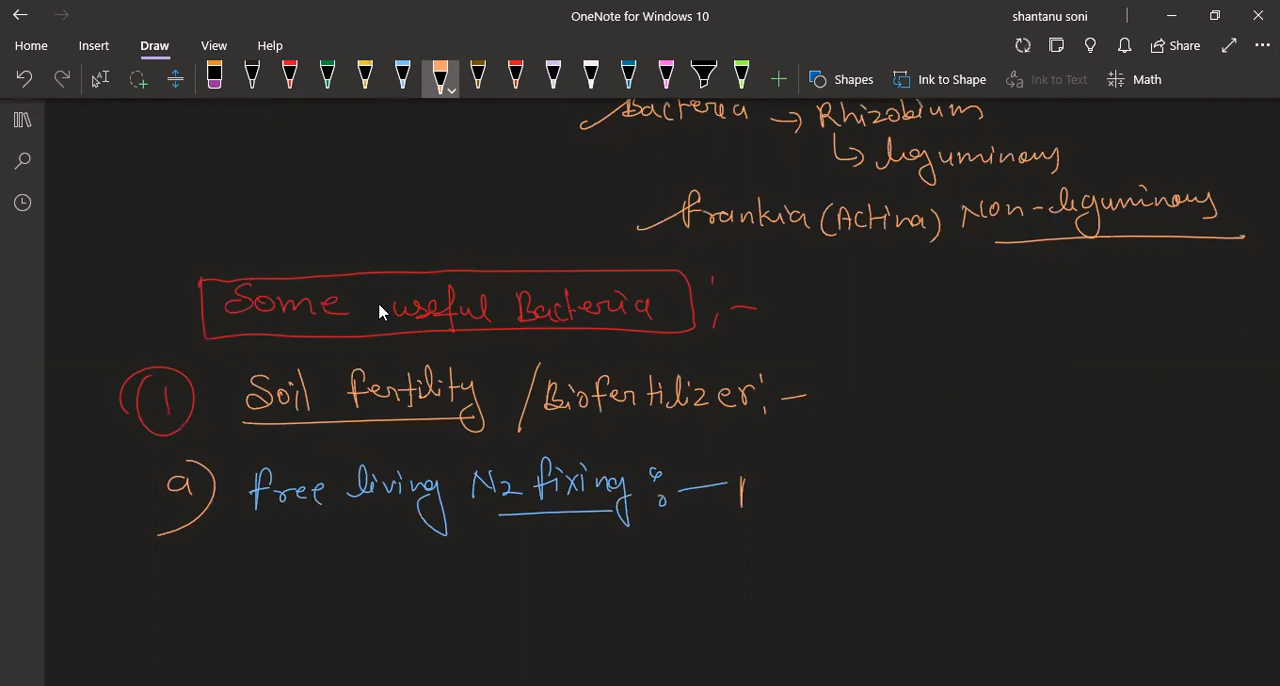 OneNote for Windows 10
shantanu soni
Home Insert Draw View Help
Share
Shapes Ink to Shape Ink to Text Math
Bacteria → Rhizobium
↳ leguminous
✓ frankia (Actina) Non-leguminous
Some useful Bacteria :-
① Soil fertility / Biofertilizer :-
a) free living N2 fixing :—